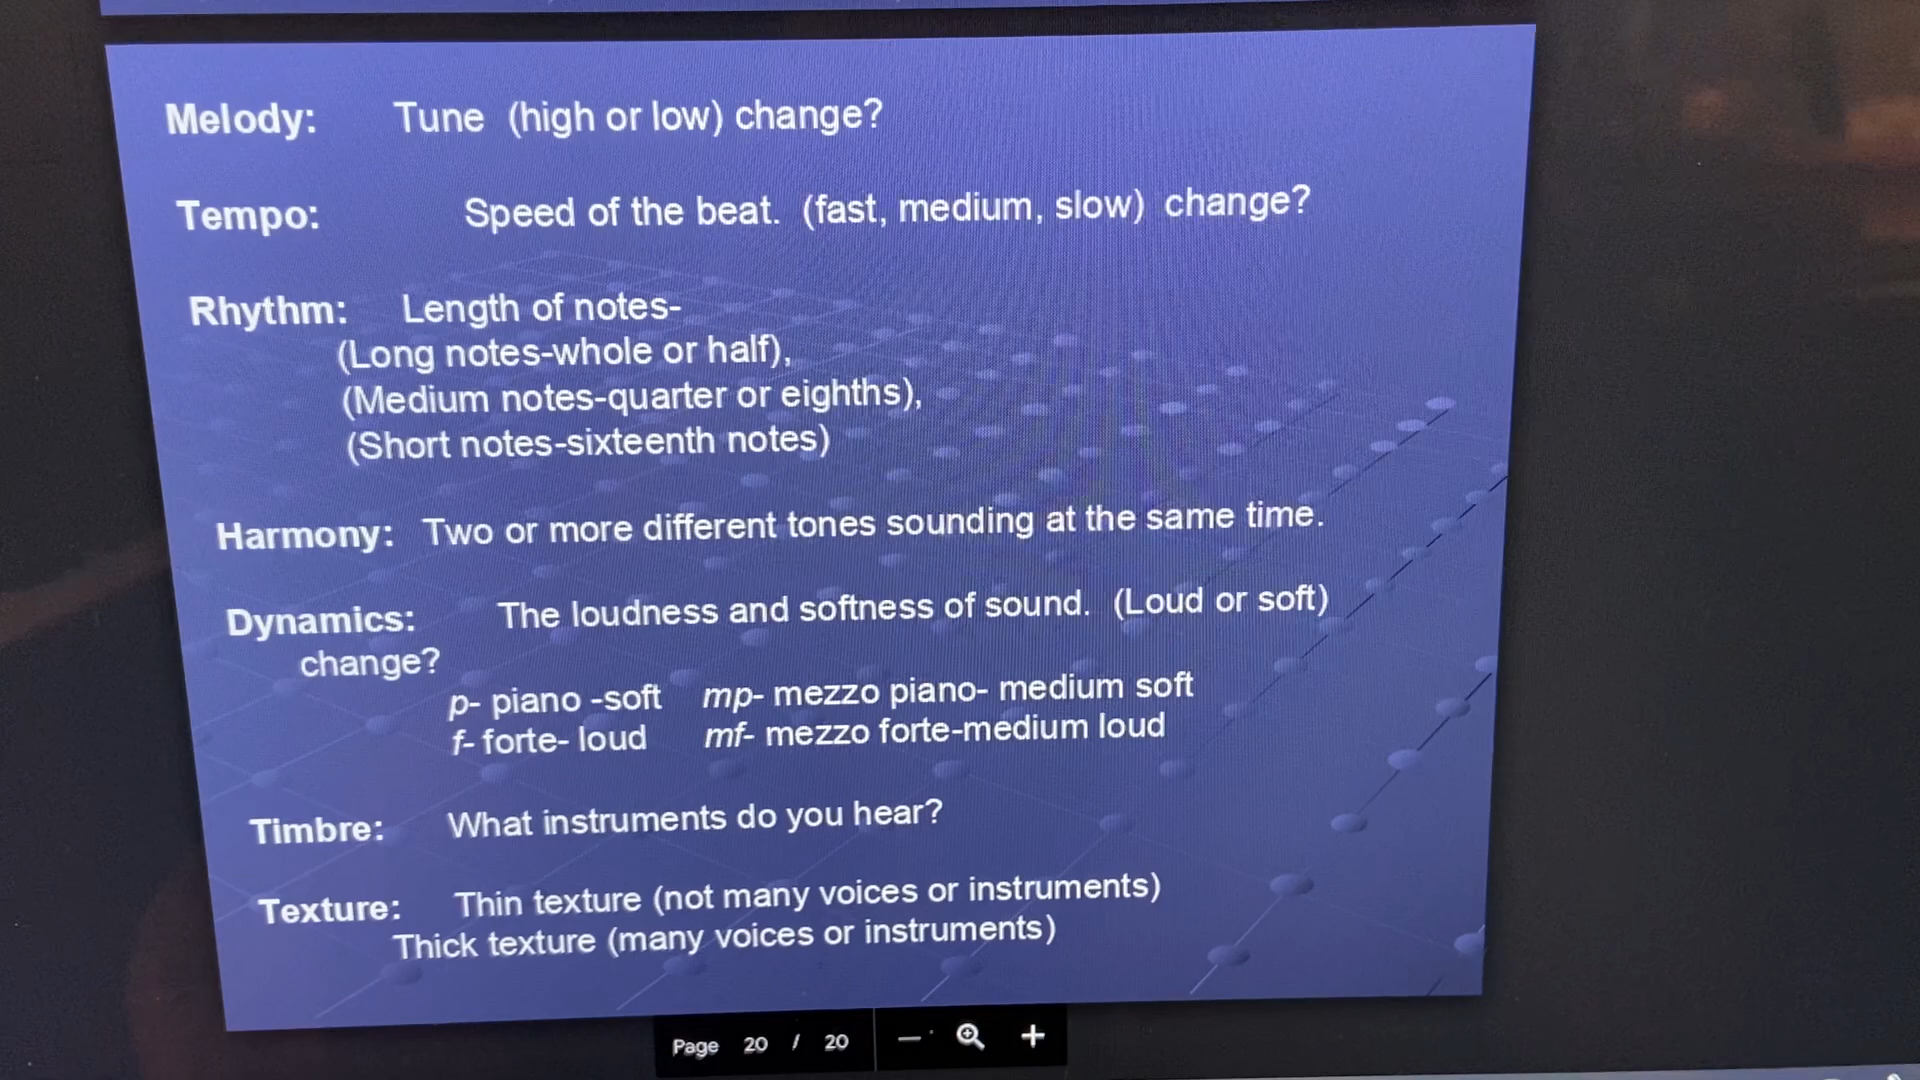 Melody: Tune (high or low) change?
Tempo: Speed of the beat. (fast, medium, slow) change?
Rhythm: Length of notes-
(Long notes-whole or half),
(Medium notes-quarter or eighths),
(Short notes-sixteenth notes)
Harmony: Two or more different tones sounding at the same time.
Dynamics: The loudness and softness of sound. (Loud or soft)
change?
p- piano -soft mp- mezzo piano- medium soft
f- forte- loud mf- mezzo forte-medium loud
Timbre: What instruments do you hear?
Texture: Thin texture (not many voices or instruments)
Thick texture (many voices or instruments)
Page 20 / 20